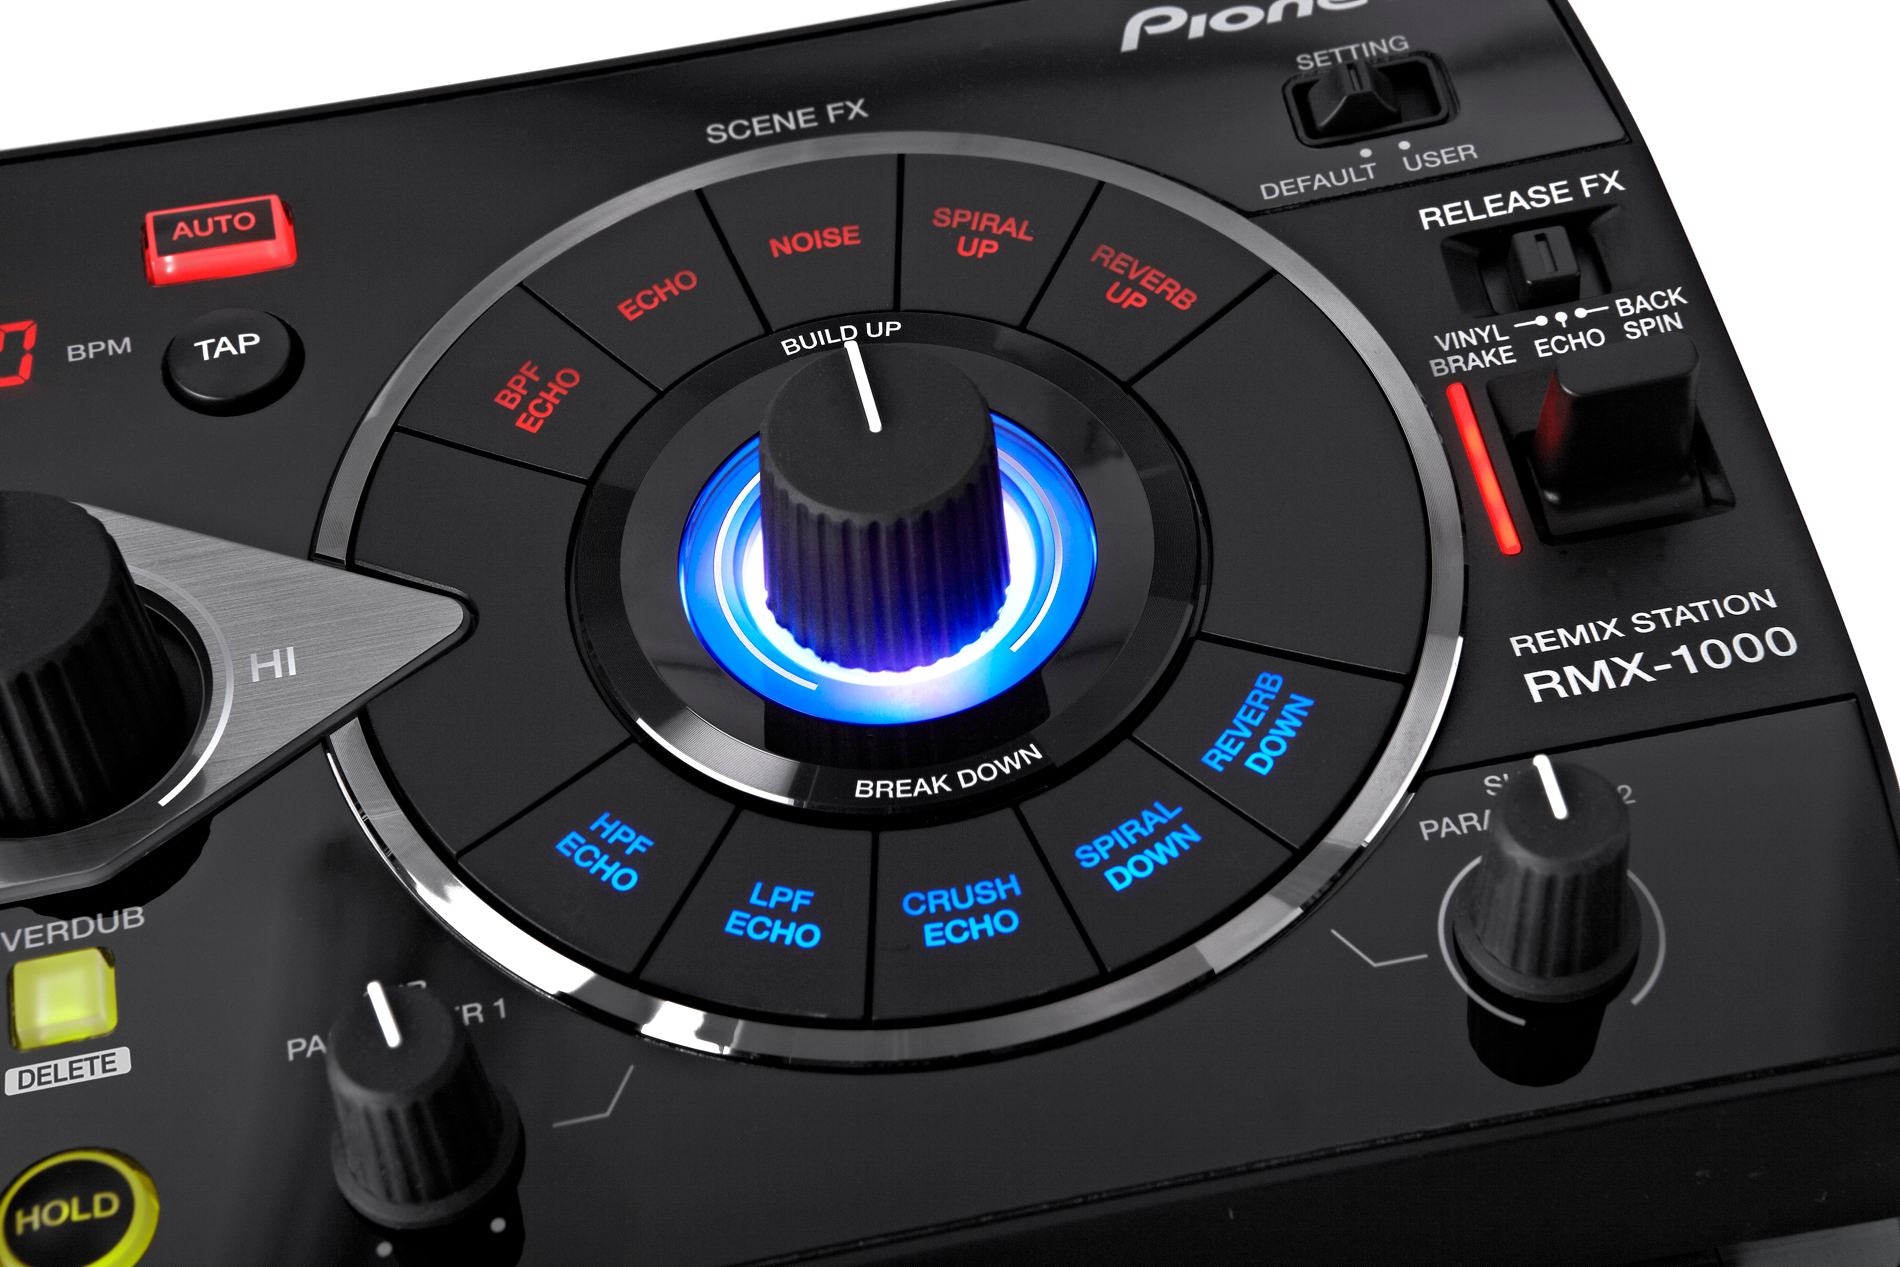 SETTING
DEFAULT USER
SCENE FX
RELEASE FX
VINYL
BRAKE
ECHO
BACK
SPIN
AUTO
BPM
TAP
BPF
ECHO
ECHO
NOISE
SPIRAL
UP
REVERB
UP
BUILD UP
HI
BREAK DOWN
HPF
ECHO
LPF
ECHO
CRUSH
ECHO
SPIRAL
DOWN
REVERB
DOWN
REMIX STATION
RMX-1000
DELETE
HOLD